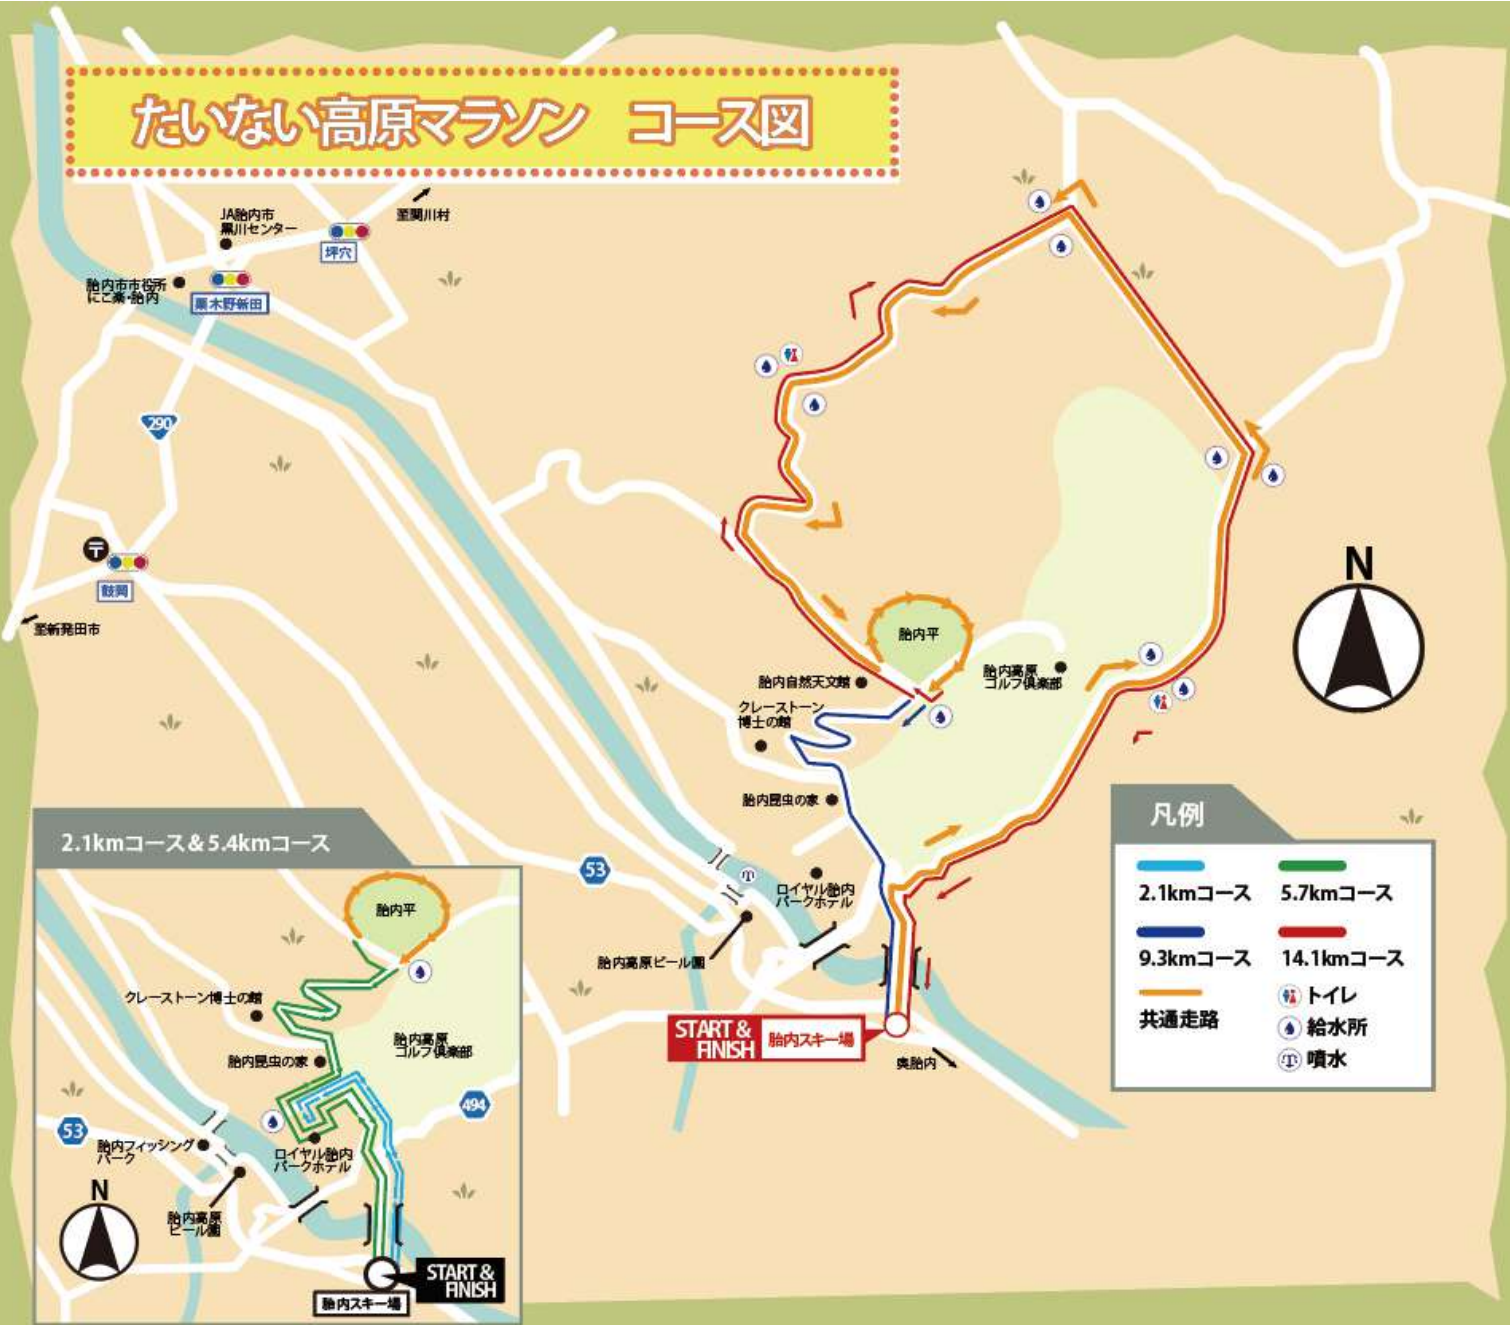 たいない高原マラソン　コース図
至関川村
JA胎内市
黒川センター
坪穴
胎内市市役所
にこ楽・胎内
栗木野新田
290
〒
鼓岡
至新発田市
胎内平
胎内自然天文館
胎内高原
ゴルフ倶楽部
クレーストーン
博士の館
胎内昆虫の家
ロイヤル胎内
パークホテル
53
胎内高原ビール園
START &
FINISH
胎内スキー場
奥胎内
N
凡例
2.1kmコース
5.7kmコース
9.3kmコース
14.1kmコース
共通走路
トイレ
給水所
噴水
2.1kmコース＆5.4kmコース
胎内平
クレーストーン博士の館
胎内昆虫の家
胎内高原
ゴルフ倶楽部
494
53
胎内フィッシング
パーク
ロイヤル胎内
パークホテル
胎内高原
ビール園
N
START &
FINISH
胎内スキー場